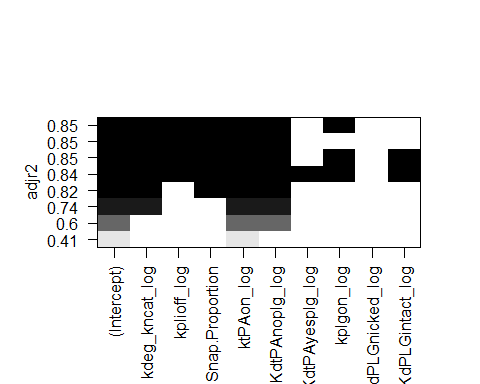 adjr2
0.85
0.85
0.85
0.84
0.82
0.74
0.6
0.41
(Intercept)
kdeg_kncat_log
kplioff_log
Snap.Proportion
ktPAon_log
KdtPAnoplg_log
KdtPAyesplg_log
kplgon_log
dPLGnicked_log
KdPLGintact_log